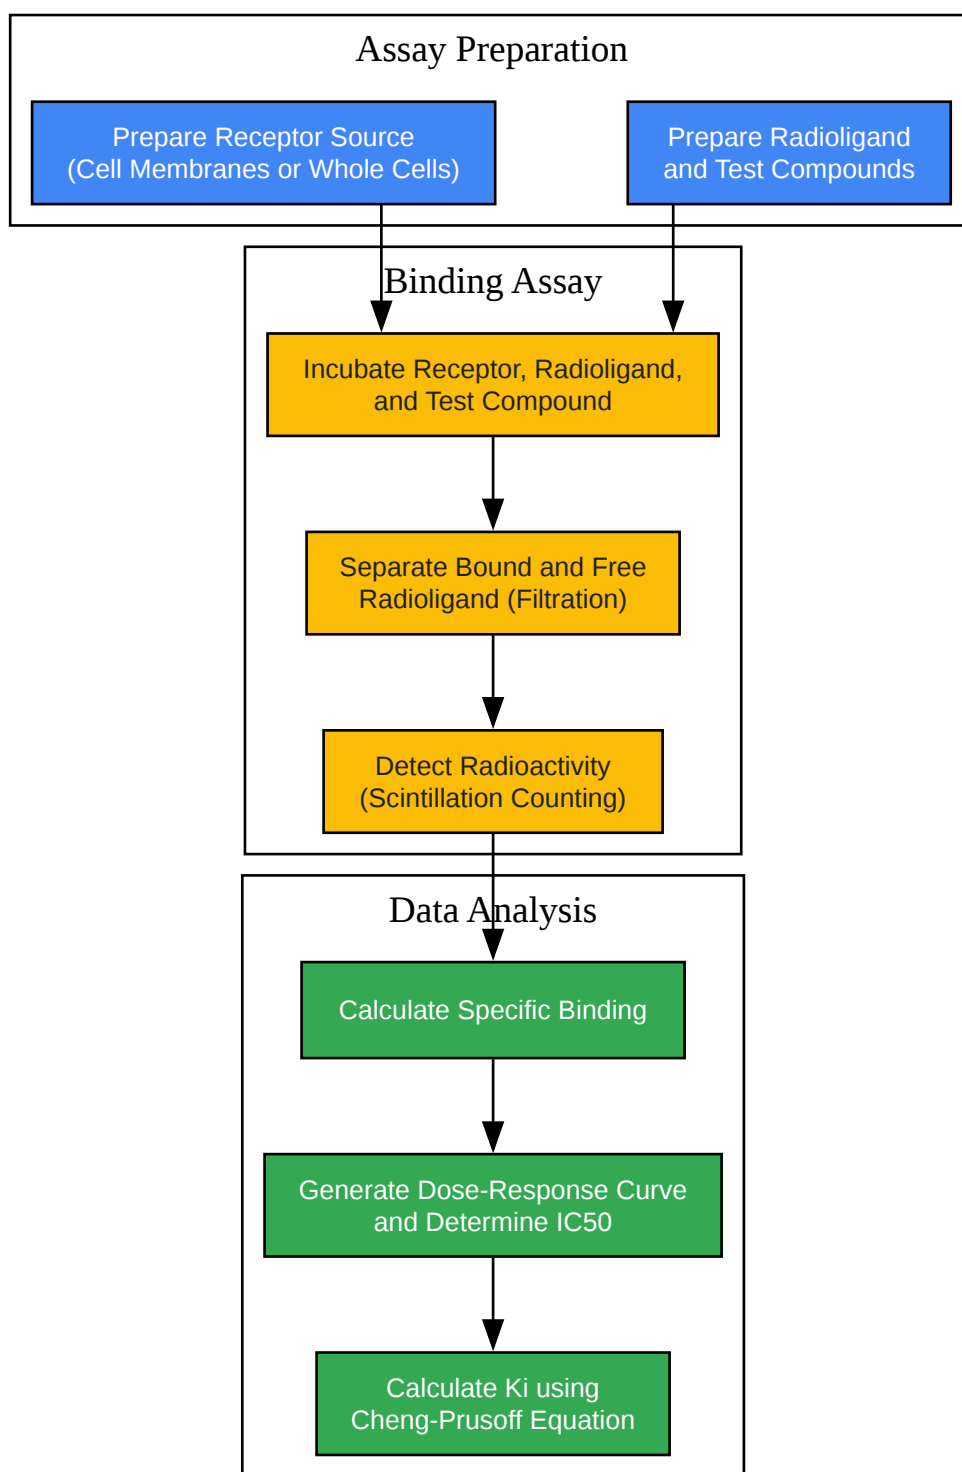 Assay Preparation
Prepare Receptor Source
(Cell Membranes or Whole Cells)
Prepare Radioligand
and Test Compounds
Binding Assay
Incubate Receptor, Radioligand,
and Test Compound
Separate Bound and Free
Radioligand (Filtration)
Detect Radioactivity
(Scintillation Counting)
Data Analysis
Calculate Specific Binding
Generate Dose-Response Curve
and Determine IC50
Calculate Ki using
Cheng-Prusoff Equation